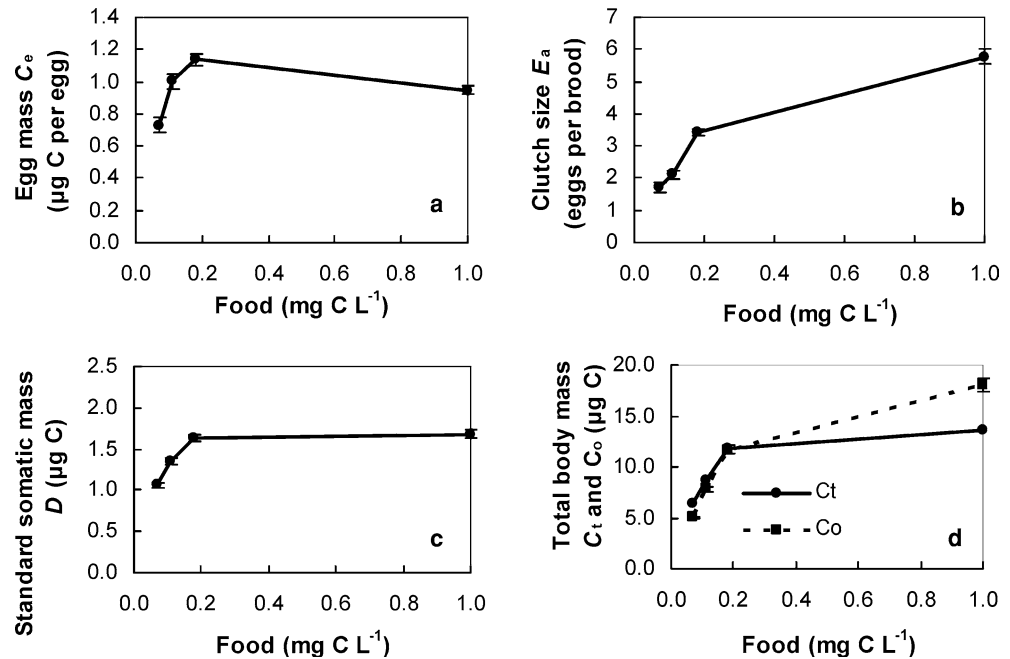 Egg mass Ce
(µg C per egg)
1.4
1.2
1.0
0.8
0.6
0.4
0.2
0.0
a
0.0 0.2 0.4 0.6 0.8 1.0
Food (mg C L-1)
Clutch size Ea
(eggs per brood)
7
6
5
4
3
2
1
0
b
0.0 0.2 0.4 0.6 0.8 1.0
Food (mg C L-1)
Standard somatic mass
D (µg C)
2.5
2.0
1.5
1.0
0.5
0.0
c
0.0 0.2 0.4 0.6 0.8 1.0
Food (mg C L-1)
Total body mass
Ct and Co (µg C)
20.0
15.0
10.0
5.0
0.0
Ct
Co
d
0.0 0.2 0.4 0.6 0.8 1.0
Food (mg C L-1)